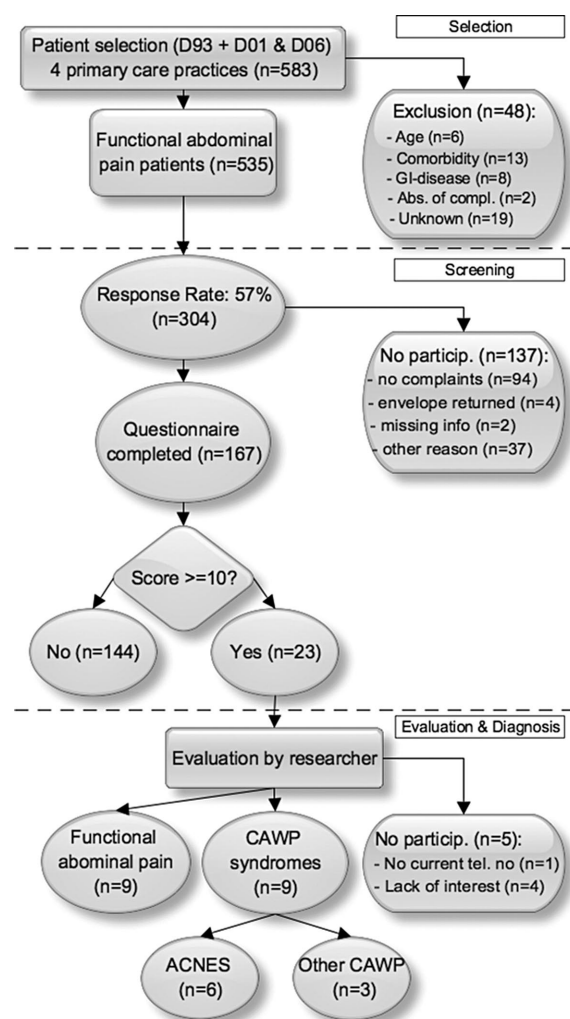 Selection
Patient selection (D93 + D01 & D06)
4 primary care practices (n=583)
Functional abdominal
pain patients (n=535)
Exclusion (n=48):
- Age (n=6)
- Comorbidity (n=13)
- GI-disease (n=8)
- Abs. of compl. (n=2)
- Unknown (n=19)
Screening
Response Rate: 57%
(n=304)
No particip. (n=137):
- no complaints (n=94)
- envelope returned (n=4)
- missing info (n=2)
- other reason (n=37)
Questionnaire
completed (n=167)
Score >=10?
No (n=144)
Yes (n=23)
Evaluation & Diagnosis
Evaluation by researcher
Functional
abominal pain
(n=9)
CAWP
syndromes
(n=9)
No particip. (n=5):
- No current tel. no (n=1)
- Lack of interest (n=4)
ACNES
(n=6)
Other CAWP
(n=3)